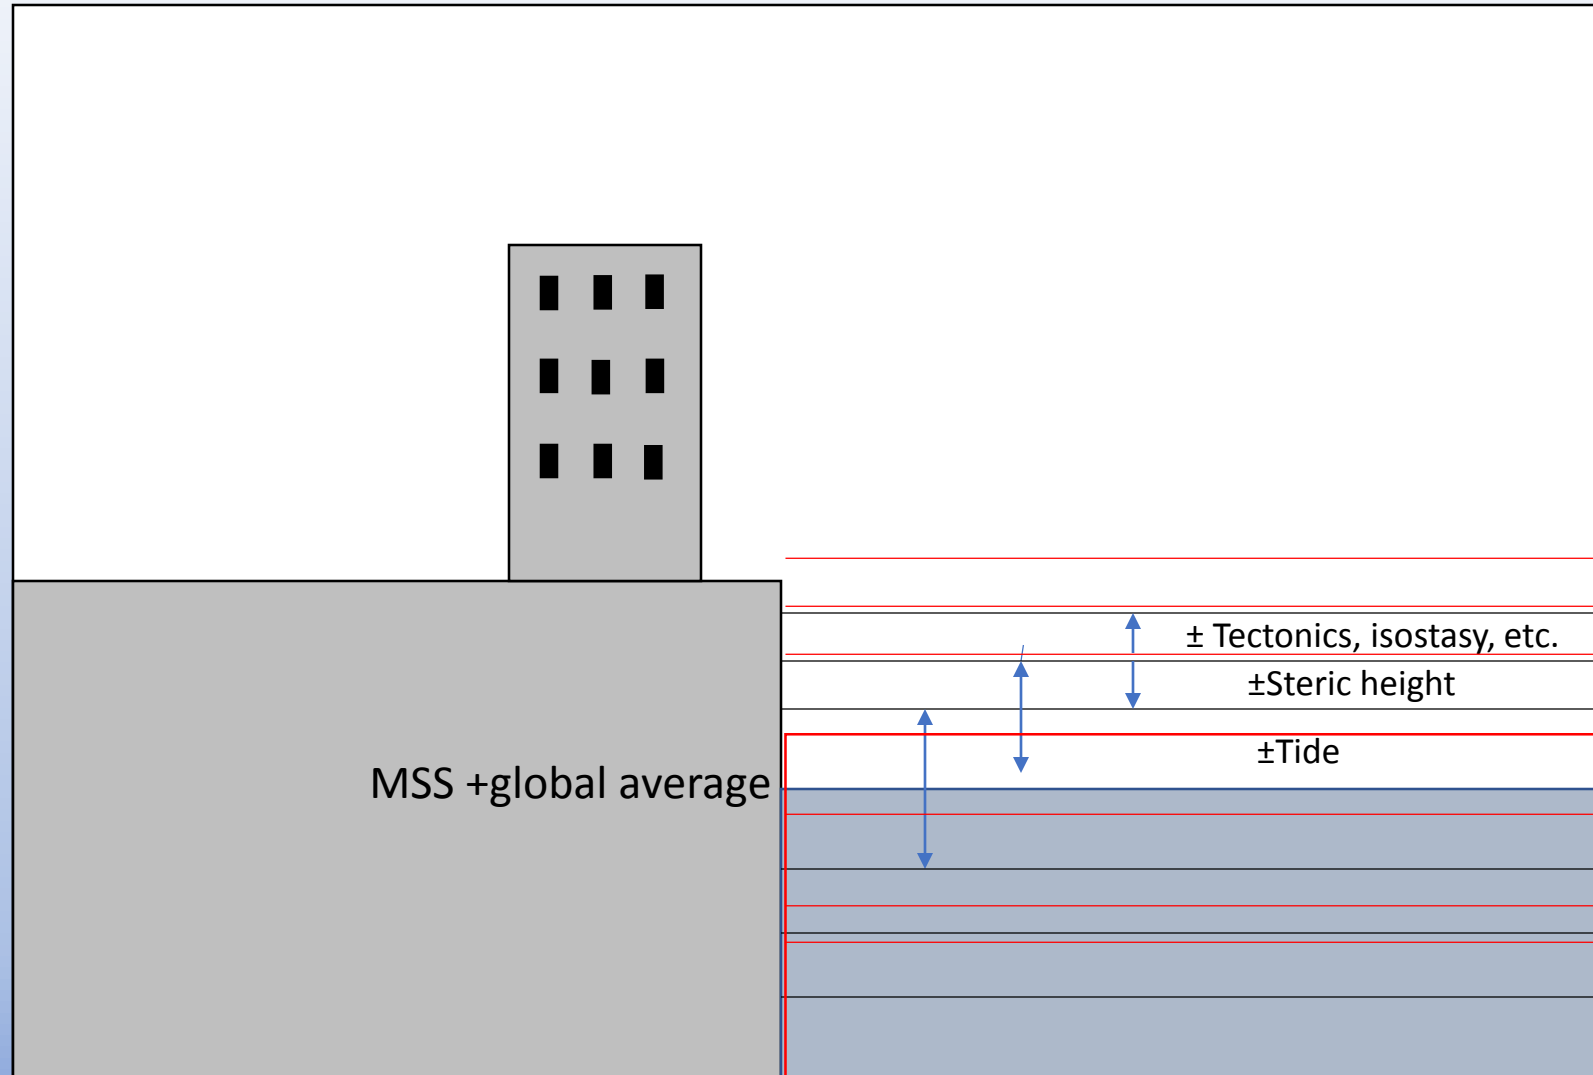 ± Tectonics, isostasy, etc.
±Steric height
±Tide
MSS +global average